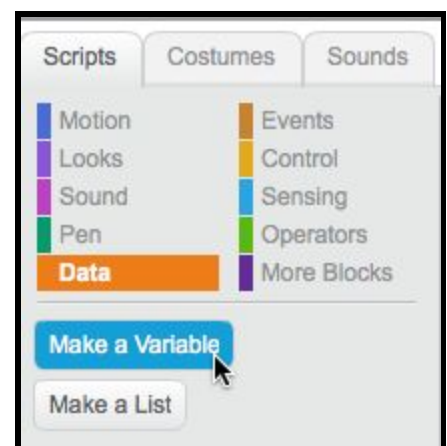 Scripts Costumes Sounds
Motion Events
Looks Control
Sound Sensing
Pen Operators
Data More Blocks
Make a Variable
Make a List